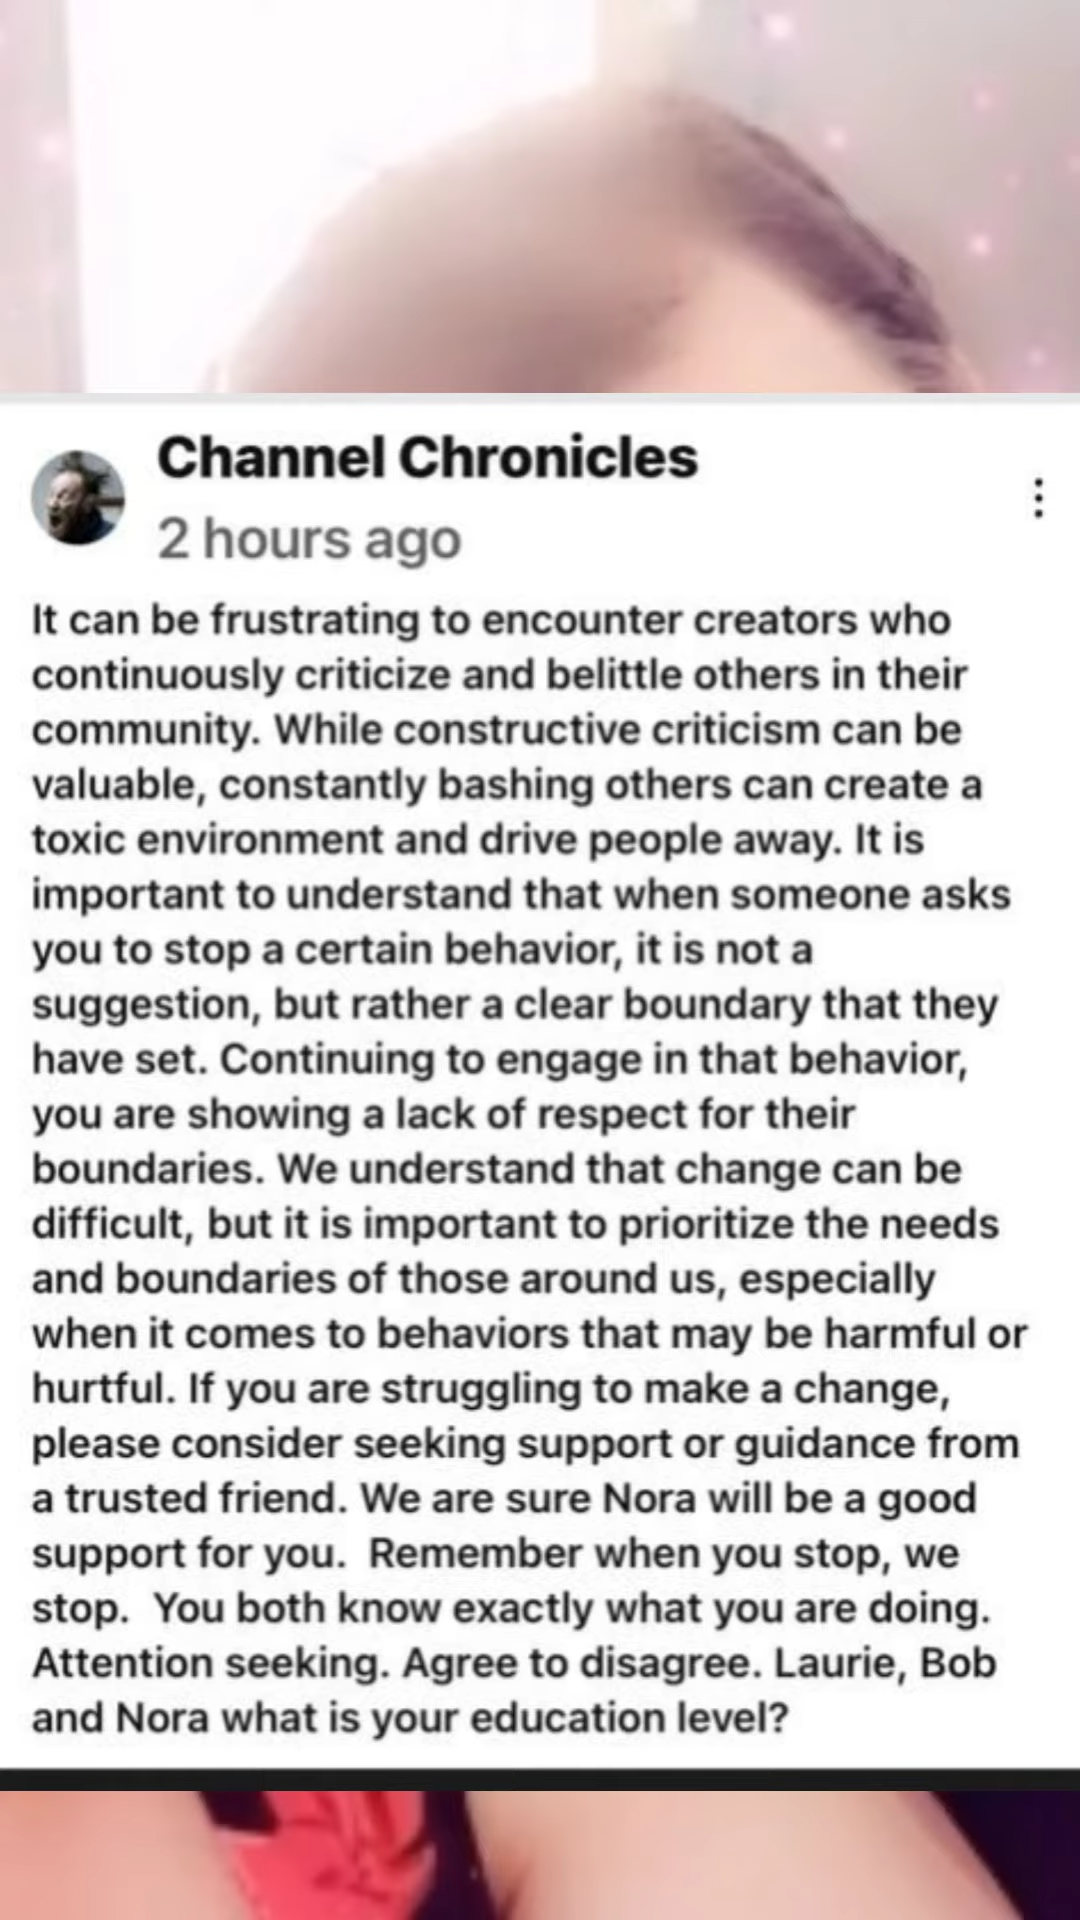 Channel Chronicles
2 hours ago
It can be frustrating to encounter creators who
continuously criticize and belittle others in their
community. While constructive criticism can be
valuable, constantly bashing others can create a
toxic environment and drive people away. It is
important to understand that when someone asks
you to stop a certain behavior, it is not a
suggestion, but rather a clear boundary that they
have set. Continuing to engage in that behavior,
you are showing a lack of respect for their
boundaries. We understand that change can be
difficult, but it is important to prioritize the needs
and boundaries of those around us, especially
when it comes to behaviors that may be harmful or
hurtful. If you are struggling to make a change,
please consider seeking support or guidance from
a trusted friend. We are sure Nora will be a good
support for you.  Remember when you stop, we
stop.  You both know exactly what you are doing.
Attention seeking. Agree to disagree. Laurie, Bob
and Nora what is your education level?